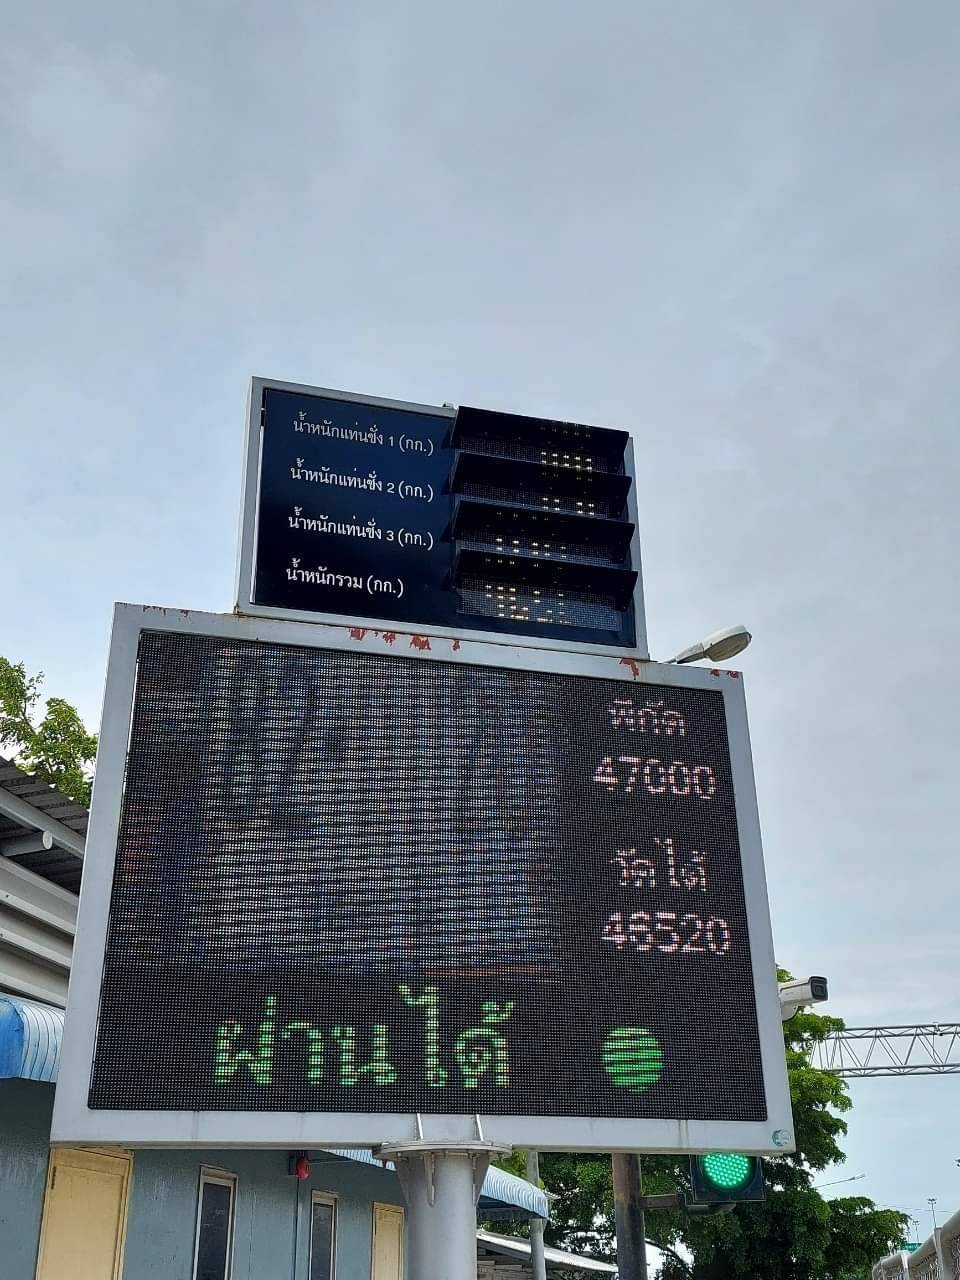 น้ำหนักแท่นชั่ง 1 (กก.)
น้ำหนักแท่นชั่ง 2 (กก.)
น้ำหนักแท่นชั่ง 3 (กก.)
น้ำหนักรวม (กก.)
พิกัด
47000
วัดได้
46520
ผ่านได้